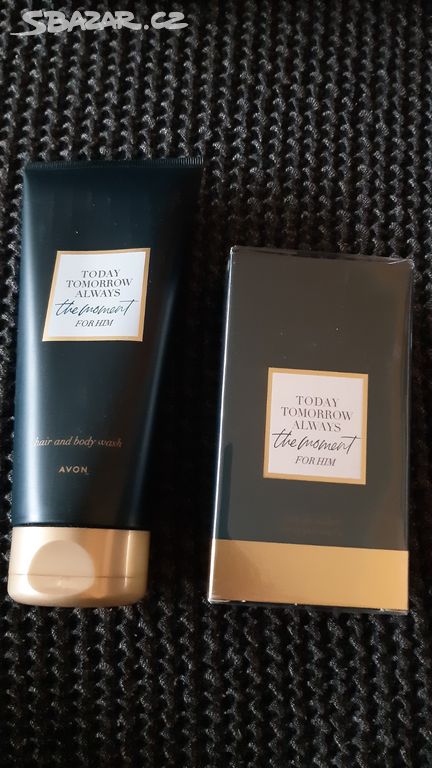 SBAZAR.CZ
TODAY
TOMORROW
ALWAYS
the moment
FOR HIM
hair and body wash
AVON
TODAY
TOMORROW
ALWAYS
the moment
FOR HIM